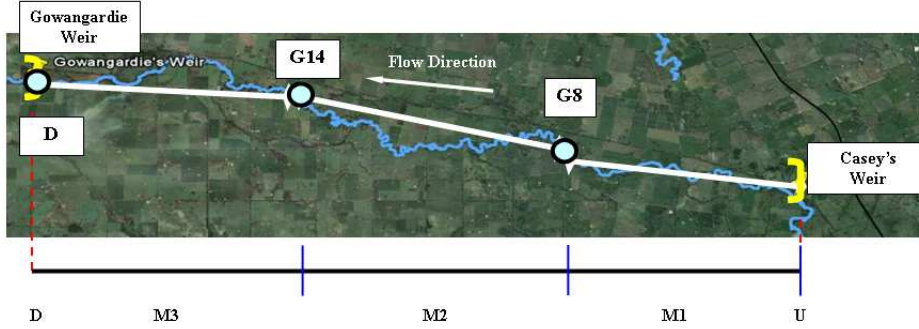 Gowangardie
Weir
Gowangardie's Weir
G14
Flow Direction
G8
D
Casey's
Weir
D M3 M2 M1 U